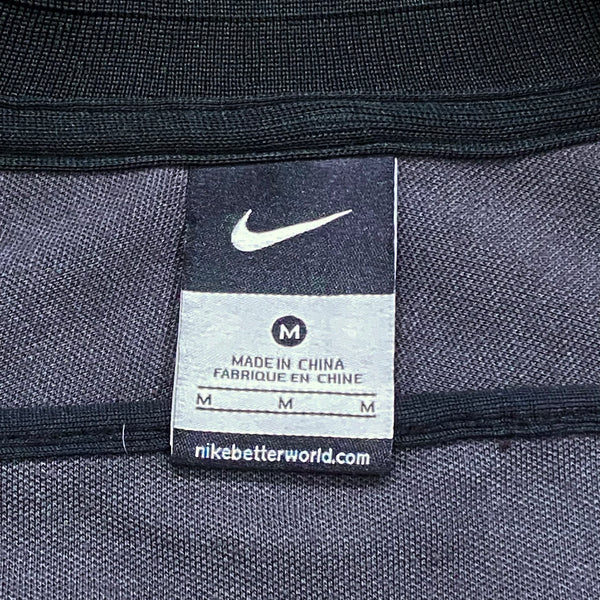 M
MADE IN CHINA
FABRIQUE EN CHINE
M M M
nikebetterworld.com